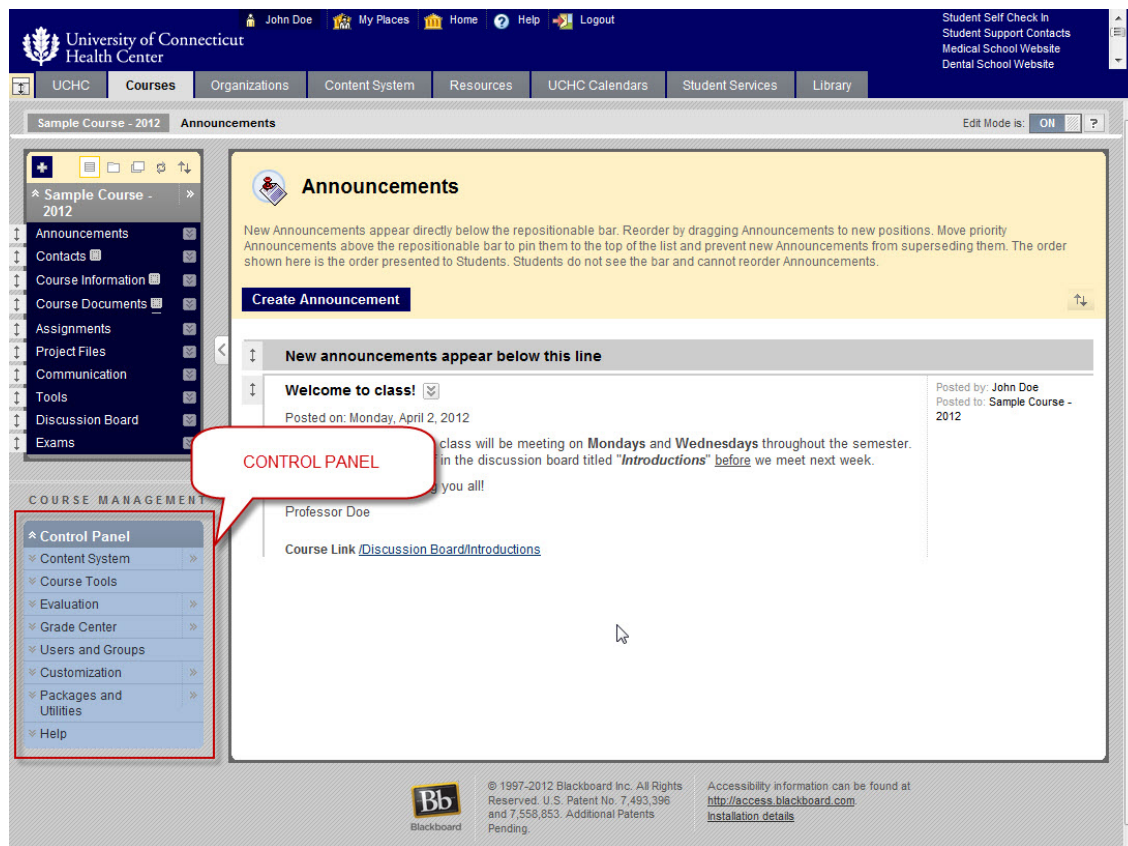 John Doe My Places Home Help Logout
Student Self Check In
Student Support Contacts
Medical School Website
Dental School Website
University of Connecticut
Health Center
UCHC Courses Organizations Content System Resources UCHC Calendars Student Services Library
Sample Course - 2012 Announcements
Edit Mode is: ON ?
Sample Course -
2012
Announcements
Contacts
Course Information
Course Documents
Assignments
Project Files
Communication
Tools
Discussion Board
Exams
COURSE MANAGEMENT
Control Panel
Content System
Course Tools
Evaluation
Grade Center
Users and Groups
Customization
Packages and
Utilities
Help
CONTROL PANEL
Announcements
New Announcements appear directly below the repositionable bar. Reorder by dragging Announcements to new positions. Move priority
Announcements above the repositionable bar to pin them to the top of the list and prevent new Announcements from superseding them. The order
shown here is the order presented to Students. Students do not see the bar and cannot reorder Announcements.
Create Announcement
New announcements appear below this line
Welcome to class!
Posted on: Monday, April 2, 2012
class will be meeting on Mondays and Wednesdays throughout the semester.
in the discussion board titled "Introductions" before we meet next week.
you all!
Professor Doe
Course Link /Discussion Board/Introductions
Posted by: John Doe
Posted to: Sample Course -
2012
Bb
Blackboard
© 1997-2012 Blackboard Inc. All Rights
Reserved. U.S. Patent No. 7,493,396
and 7,558,853. Additional Patents
Pending.
Accessibility information can be found at
http://access.blackboard.com.
Installation details